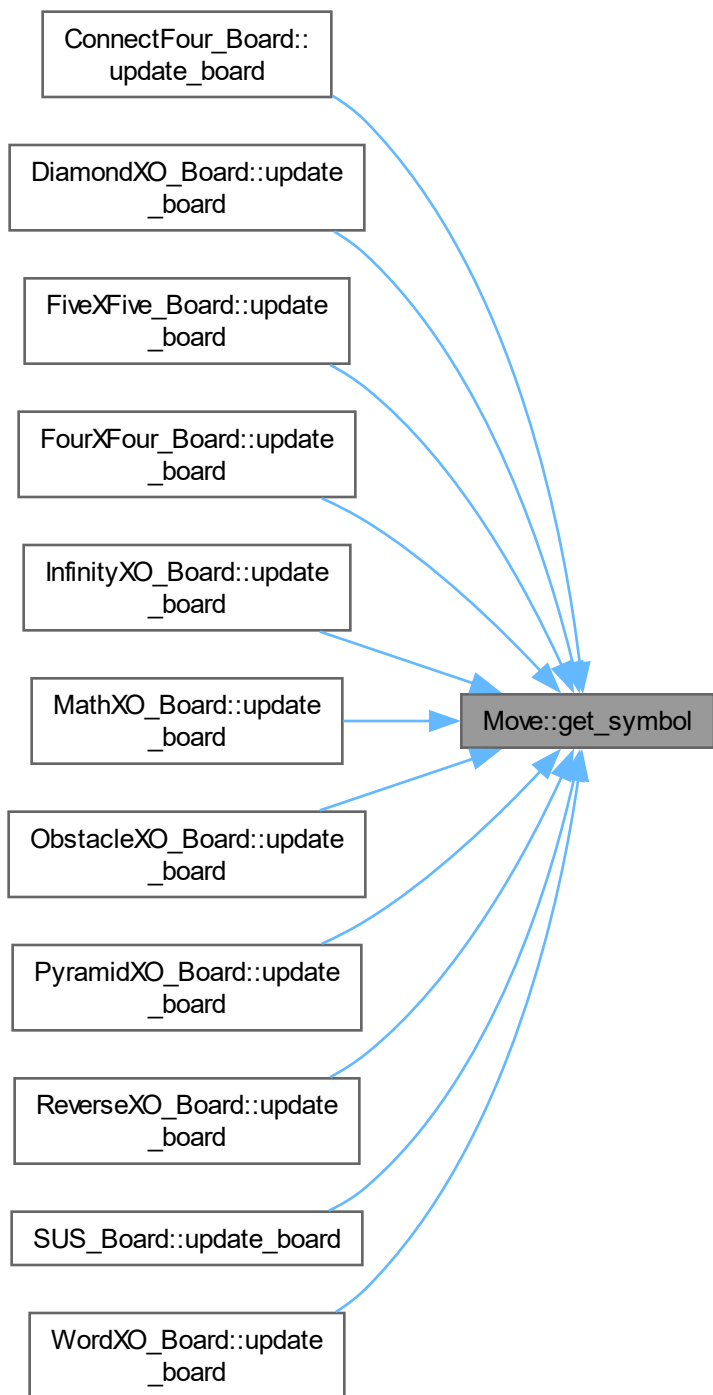 ConnectFour_Board::
update_board
DiamondXO_Board::update
_board
FiveXFive_Board::update
_board
FourXFour_Board::update
_board
InfinityXO_Board::update
_board
MathXO_Board::update
_board
Move::get_symbol
ObstacleXO_Board::update
_board
PyramidXO_Board::update
_board
ReverseXO_Board::update
_board
SUS_Board::update_board
WordXO_Board::update
_board